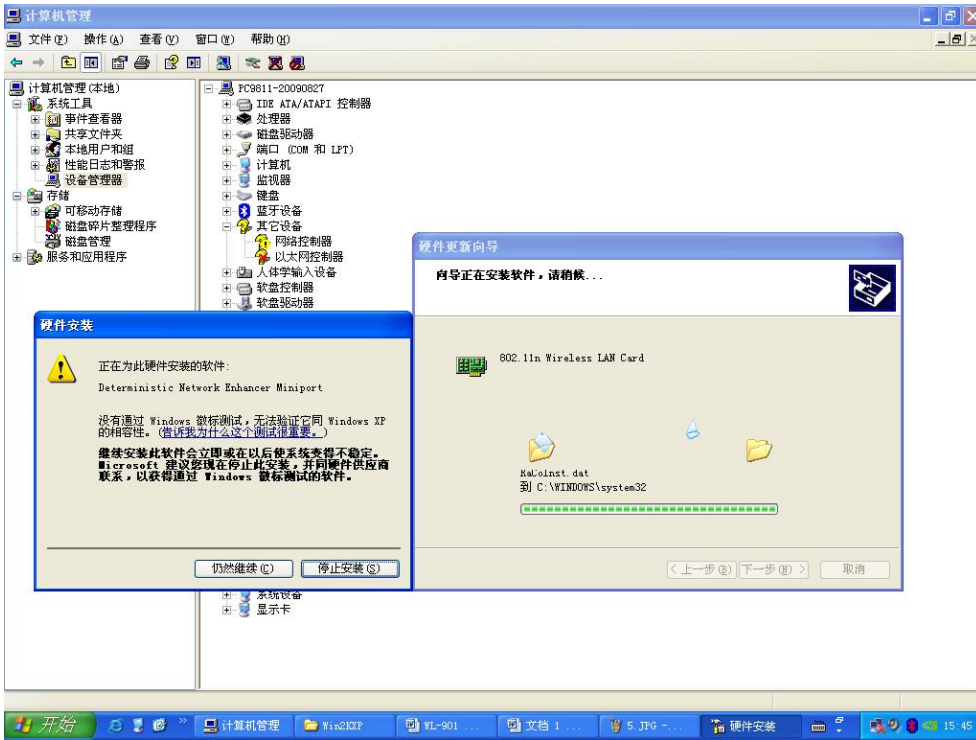 计算机管理
文件(F) 操作(A) 查看(V) 窗口(W) 帮助(H)
计算机管理(本地)
系统工具
事件查看器
共享文件夹
本地用户和组
性能日志和警报
设备管理器
存储
可移动存储
磁盘碎片整理程序
磁盘管理
服务和应用程序
PC9811-20090827
IDE ATA/ATAPI 控制器
处理器
磁盘驱动器
端口 (COM 和 LPT)
计算机
监视器
键盘
蓝牙设备
其它设备
网络控制器
以太网控制器
人体学输入设备
软盘控制器
软盘驱动器
系统设备
显示卡
硬件更新向导
向导正在安装软件，请稍候...
802.11n Wireless LAN Card
RaCoInst.dat
到 C:\WINDOWS\system32
< 上一步(B) 下一步(N) > 取消
硬件安装
正在为此硬件安装的软件:
Deterministic Network Enhancer Miniport
没有通过 Windows 徽标测试，无法验证它同 Windows XP
的相容性。(告诉我为什么这个测试很重要。)
继续安装此软件会立即或在以后使系统变得不稳定。
Microsoft 建议您现在停止此安装，并同硬件供应商
联系，以获得通过 Windows 徽标测试的软件。
仍然继续(C) 停止安装(S)
开始 » 计算机管理 Win2KXP WL-901 ... 文档 1 ... 5.JPG -... 硬件安装 15:45